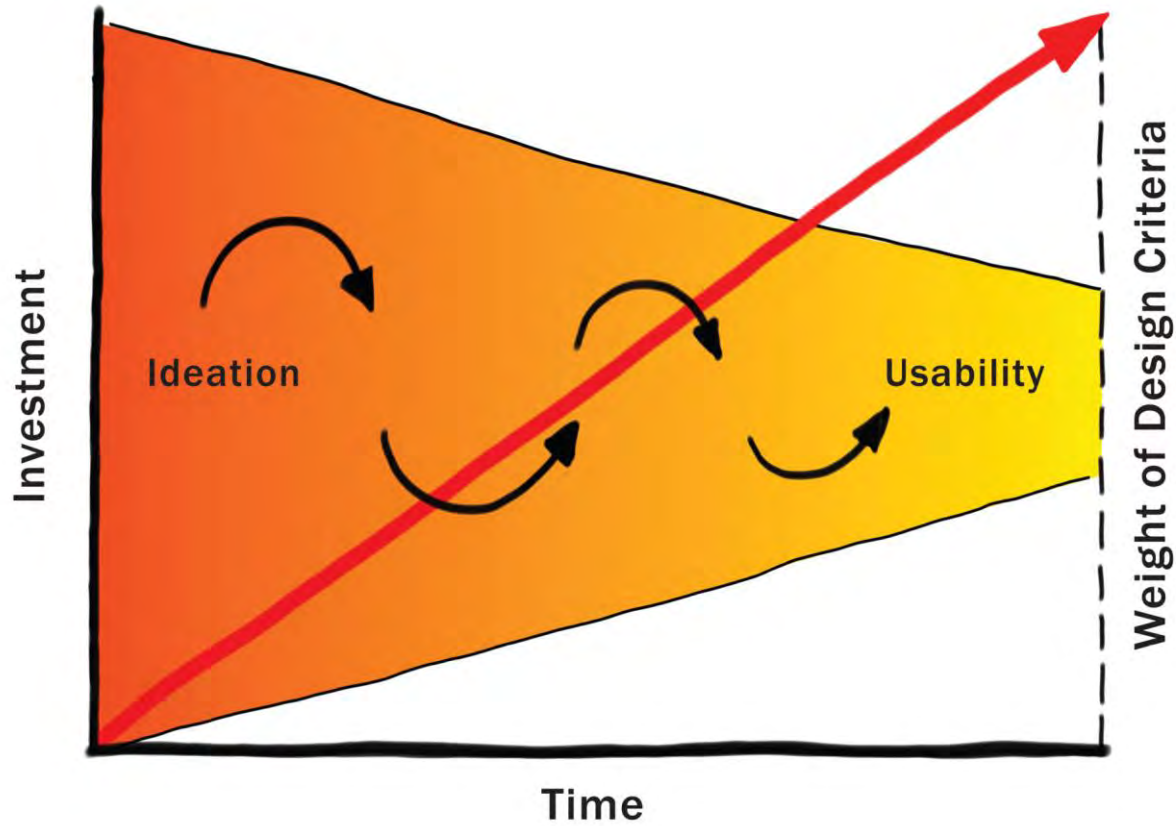 Investment
Ideation
Usability
Weight of Design Criteria
Time